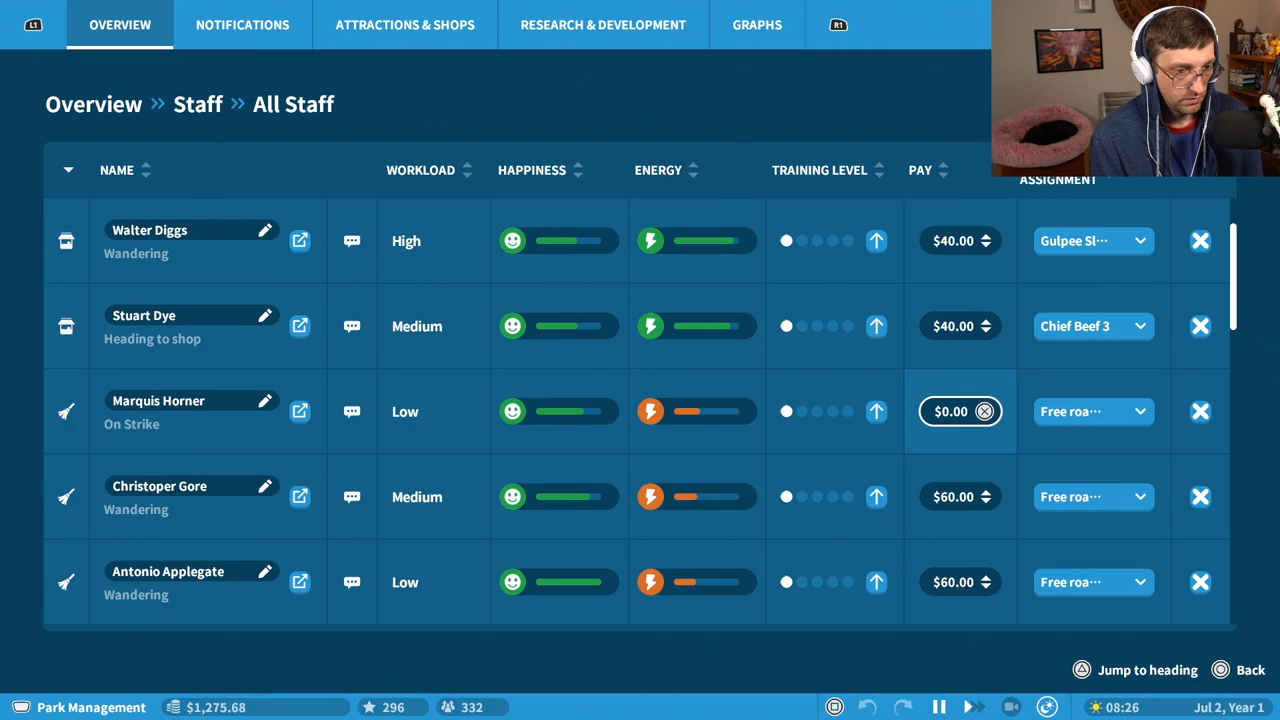 L1
OVERVIEW
NOTIFICATIONS
ATTRACTIONS & SHOPS
RESEARCH & DEVELOPMENT
GRAPHS
R1
Overview » Staff » All Staff
NAME
WORKLOAD
HAPPINESS
ENERGY
TRAINING LEVEL
PAY
ASSIGNMENT
Walter Diggs
Wandering
High
$40.00
Gulpee Sl···
Stuart Dye
Heading to shop
Medium
$40.00
Chief Beef 3
Marquis Horner
On Strike
Low
$0.00
Free roa···
Christoper Gore
Wandering
Medium
$60.00
Free roa···
Antonio Applegate
Wandering
Low
$60.00
Free roa···
Jump to heading
Back
Park Management
$1,275.68
296
332
08:26
Jul 2, Year 1